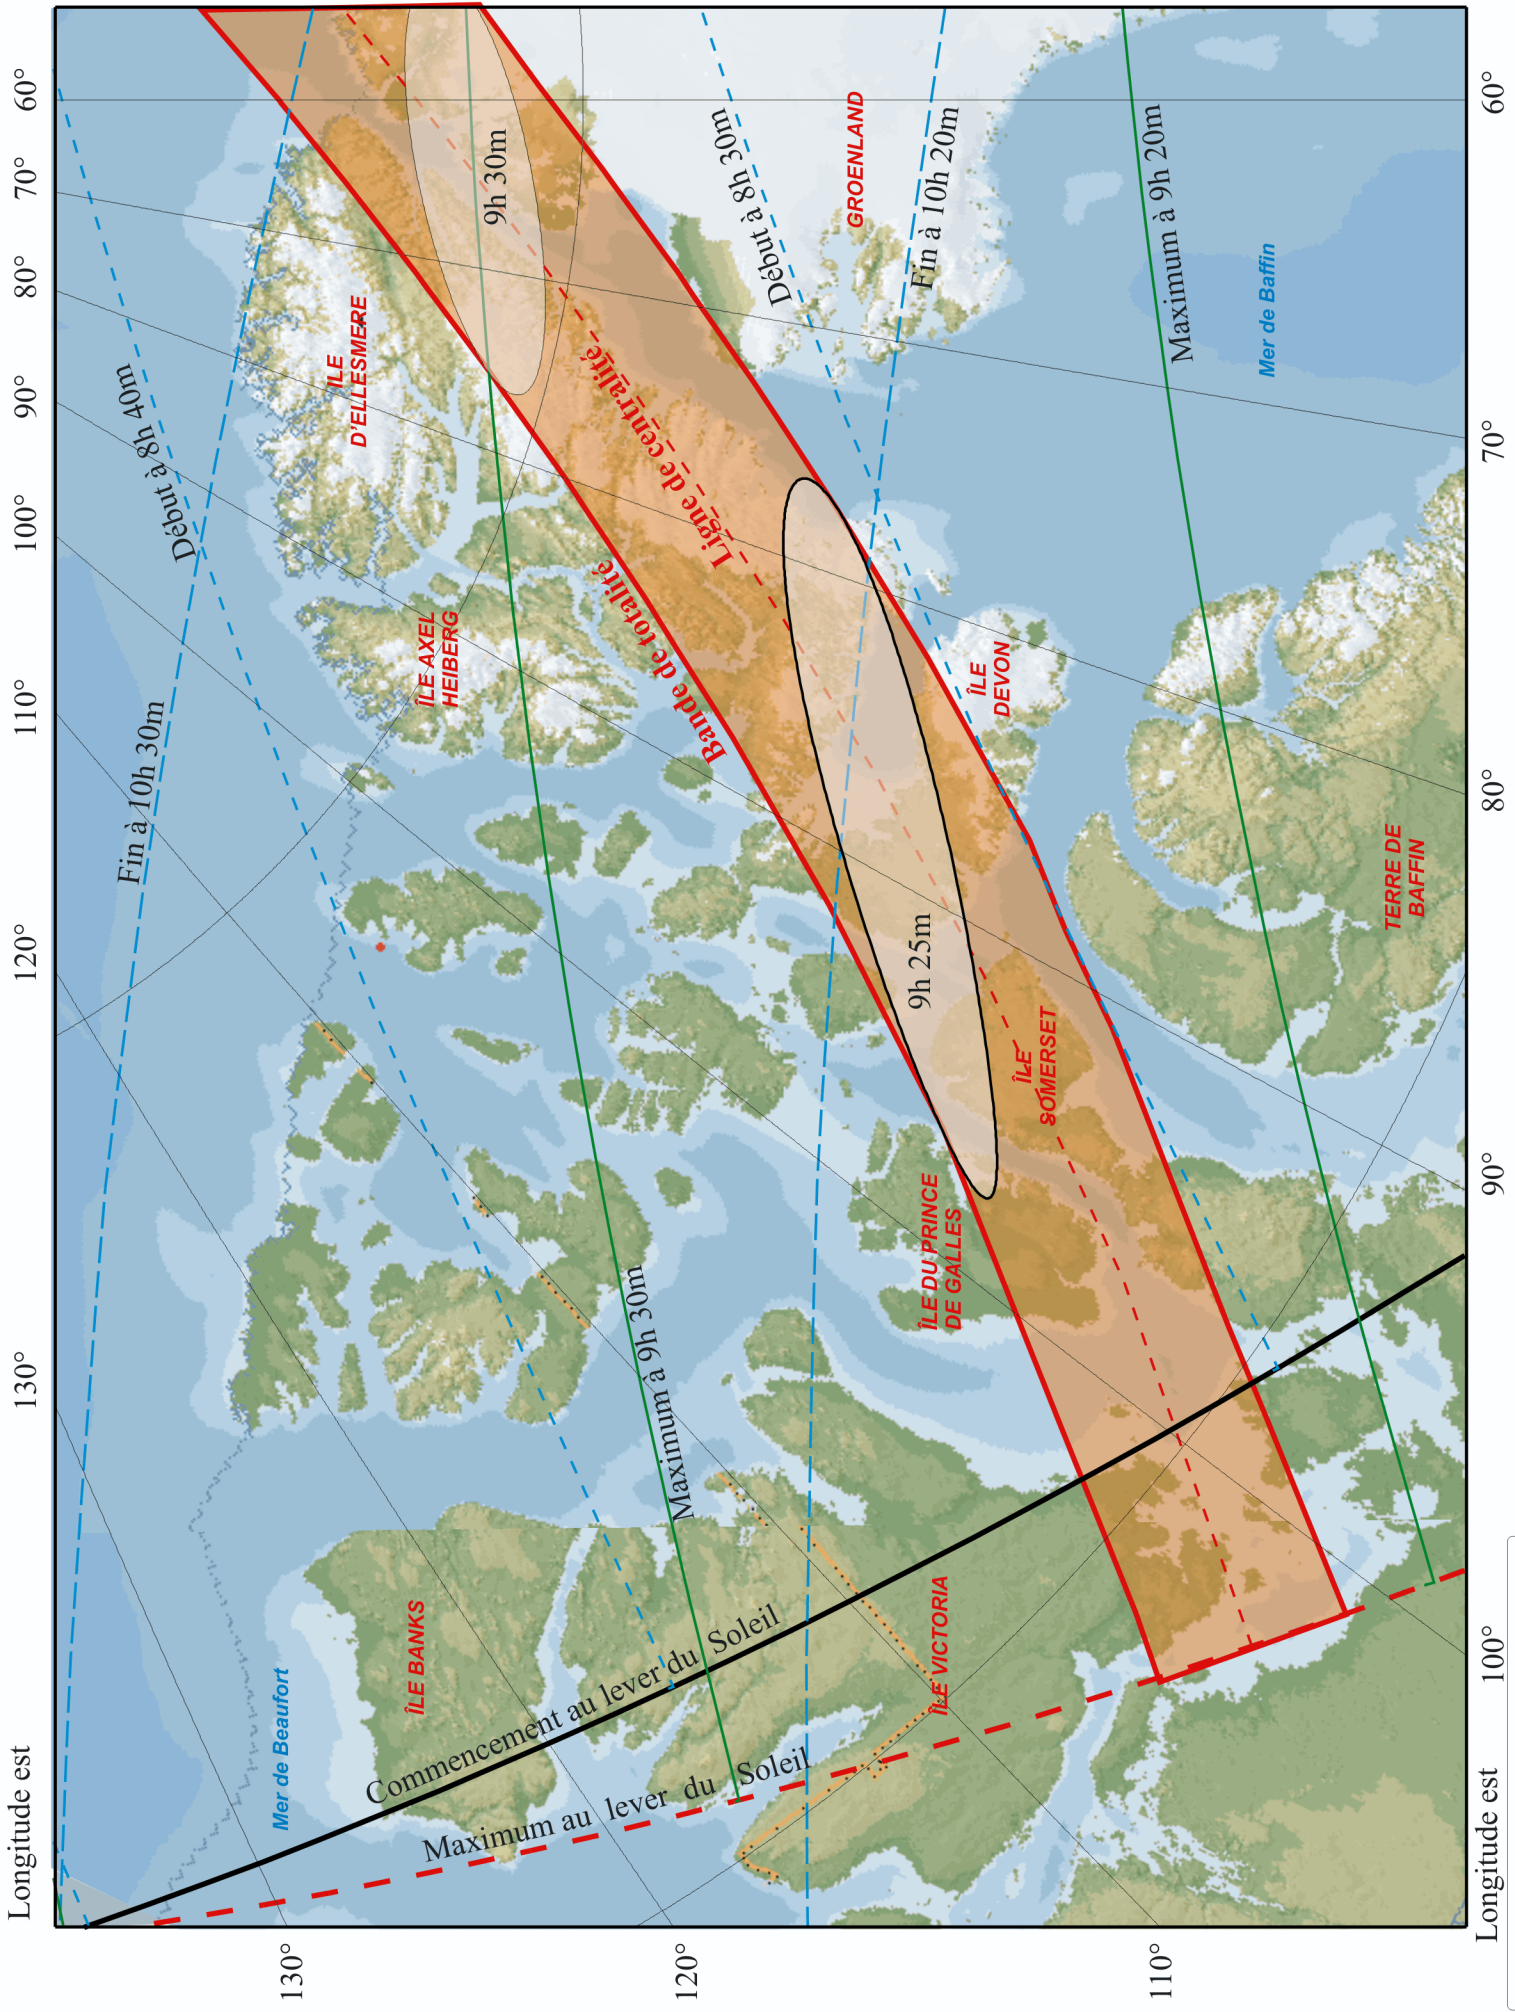 Longitude est
130°
120°
110°
100°
90°
80°
70°
60°
Début à 8h 40m
Fin à 10h 30m
ÎLE
D'ELLESMERE
ÎLE AXEL
HEIBERG
9h 30m
Bande de totalité
Ligne de centralité
Début à 8h 30m
GROENLAND
Fin à 10h 20m
Maximum à 9h 20m
Mer de Baffin
ÎLE
DEVON
TERRE DE
BAFFIN
9h 25m
ÎLE
SOMERSET
ÎLE DU PRINCE
DE GALLES
Maximum à 9h 30m
ÎLE BANKS
Mer de Beaufort
Commencement au lever du Soleil
Maximum au lever du Soleil
ÎLE VICTORIA
130°
120°
110°
Longitude est
100°
90°
80°
70°
60°